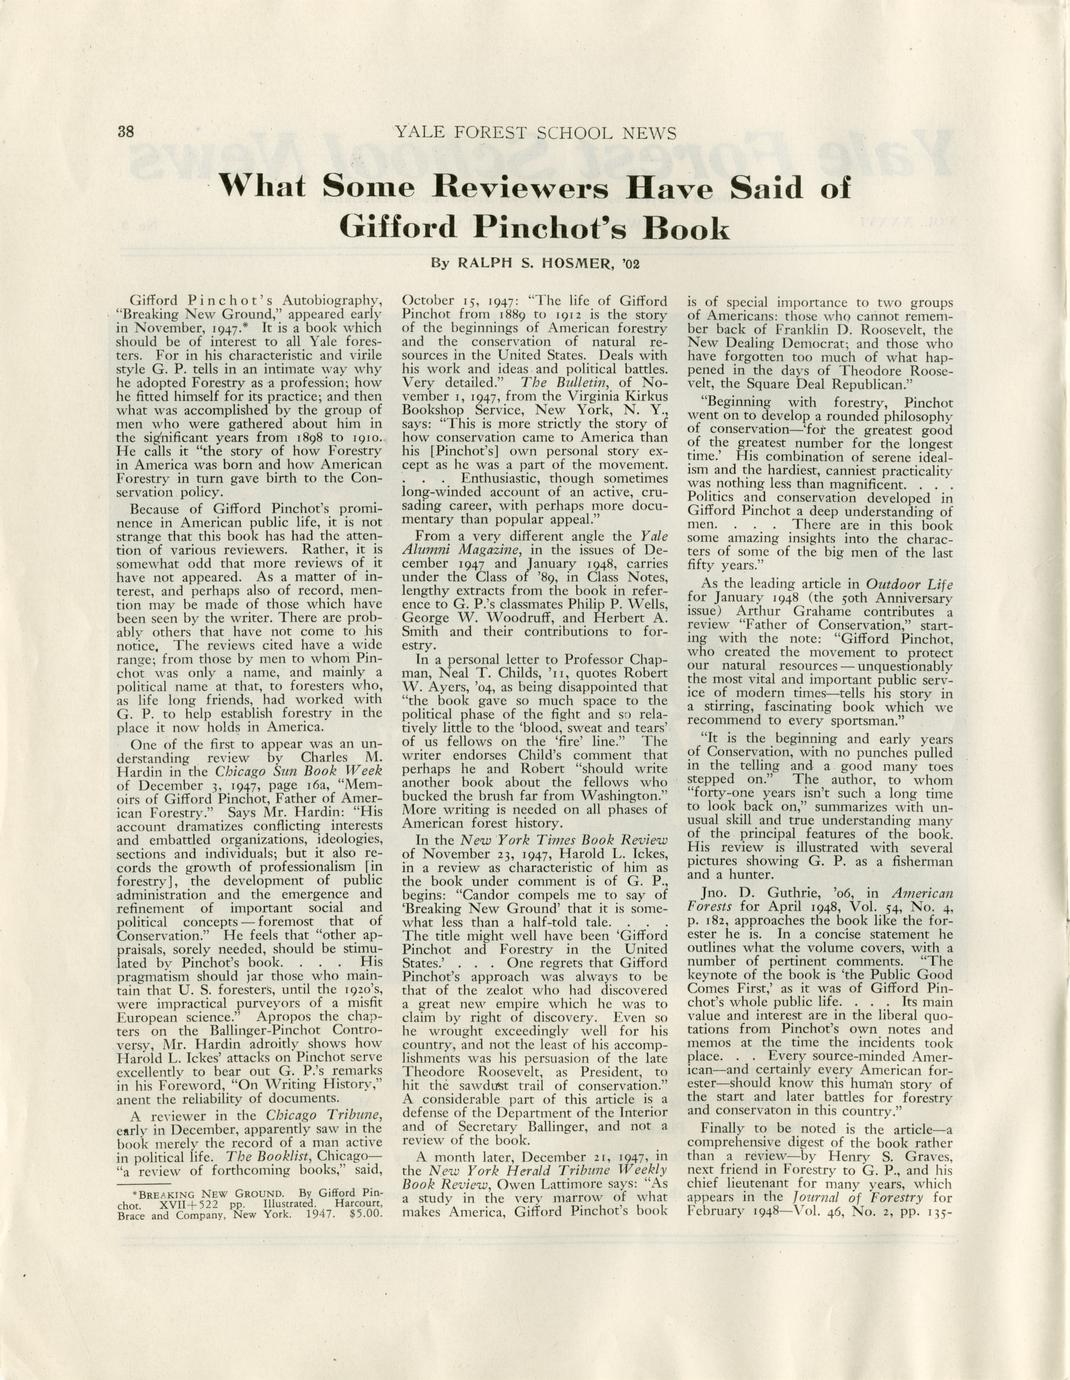 38
YALE FOREST SCHOOL NEWS
What Some Reviewers Have Said of
Gifford Pinchot's Book
By RALPH S. HOSMER, '02
Gifford Pinchot's Autobiography,
"Breaking New Ground," appeared early
in November, 1947.* It is a book which
should be of interest to all Yale fores-
ters. For in his characteristic and virile
style G. P. tells in an intimate way why
he adopted Forestry as a profession; how
he fitted himself for its practice; and then
what was accomplished by the group of
men who were gathered about him in
the significant years from 1898 to 1910.
He calls it "the story of how Forestry
in America was born and how American
Forestry in turn gave birth to the Con-
servation policy.
Because of Gifford Pinchot's promi-
nence in American public life, it is not
strange that this book has had the atten-
tion of various reviewers. Rather, it is
somewhat odd that more reviews of it
have not appeared. As a matter of in-
terest, and perhaps also of record, men-
tion may be made of those which have
been seen by the writer. There are prob-
ably others that have not come to his
notice. The reviews cited have a wide
range; from those by men to whom Pin-
chot was only a name, and mainly a
political name at that, to foresters who,
as life long friends, had worked with
G. P. to help establish forestry in the
place it now holds in America.
One of the first to appear was an un-
derstanding review by Charles M.
Hardin in the Chicago Sun Book Week
of December 3, 1947, page 16a, "Mem-
oirs of Gifford Pinchot, Father of Amer-
ican Forestry." Says Mr. Hardin: "His
account dramatizes conflicting interests
and embattled organizations, ideologies,
sections and individuals; but it also re-
cords the growth of professionalism [in
forestry], the development of public
administration and the emergence and
refinement of important social and
political concepts—foremost that of
Conservation." He feels that "other ap-
praisals, sorely needed, should be stimu-
lated by Pinchot's book. . . . His
pragmatism should jar those who main-
tain that U. S. foresters, until the 1920's,
were impractical purveyors of a misfit
European science." Apropos the chap-
ters on the Ballinger-Pinchot Contro-
versy, Mr. Hardin adroitly shows how
Harold L. Ickes' attacks on Pinchot serve
excellently to bear out G. P.'s remarks
in his Foreword, "On Writing History,"
anent the reliability of documents.
A reviewer in the Chicago Tribune,
early in December, apparently saw in the
book merely the record of a man active
in political life. The Booklist, Chicago—
"a review of forthcoming books," said,
*BREAKING NEW GROUND. By Gifford Pin-
chot. XVII+522 pp. Illustrated. Harcourt,
Brace and Company, New York. 1947. $5.00.
October 15, 1947: "The life of Gifford
Pinchot from 1889 to 1912 is the story
of the beginnings of American forestry
and the conservation of natural re-
sources in the United States. Deals with
his work and ideas and political battles.
Very detailed." The Bulletin, of No-
vember 1, 1947, from the Virginia Kirkus
Bookshop Service, New York, N. Y.,
says: "This is more strictly the story of
how conservation came to America than
his [Pinchot's] own personal story ex-
cept as he was a part of the movement.
. . . Enthusiastic, though sometimes
long-winded account of an active, cru-
sading career, with perhaps more docu-
mentary than popular appeal."
From a very different angle the Yale
Alumni Magazine, in the issues of De-
cember 1947 and January 1948, carries
under the Class of '89, in Class Notes,
lengthy extracts from the book in refer-
ence to G. P.'s classmates Philip P. Wells,
George W. Woodruff, and Herbert A.
Smith and their contributions to for-
estry.
In a personal letter to Professor Chap-
man, Neal T. Childs, '11, quotes Robert
W. Ayers, '04, as being disappointed that
"the book gave so much space to the
political phase of the fight and so rela-
tively little to the 'blood, sweat and tears'
of us fellows on the 'fire' line." The
writer endorses Child's comment that
perhaps he and Robert "should write
another book about the fellows who
bucked the brush far from Washington."
More writing is needed on all phases of
American forest history.
In the New York Times Book Review
of November 23, 1947, Harold L. Ickes,
in a review as characteristic of him as
the book under comment is of G. P.,
begins: "Candor compels me to say of
'Breaking New Ground' that it is some-
what less than a half-told tale. . . .
The title might well have been 'Gifford
Pinchot and Forestry in the United
States.' . . . One regrets that Gifford
Pinchot's approach was always to be
that of the zealot who had discovered
a great new empire which he was to
claim by right of discovery. Even so
he wrought exceedingly well for his
country, and not the least of his accomp-
lishments was his persuasion of the late
Theodore Roosevelt, as President, to
hit the sawdust trail of conservation."
A considerable part of this article is a
defense of the Department of the Interior
and of Secretary Ballinger, and not a
review of the book.
A month later, December 21, 1947, in
the New York Herald Tribune Weekly
Book Review, Owen Lattimore says: "As
a study in the very marrow of what
makes America, Gifford Pinchot's book
is of special importance to two groups
of Americans: those who cannot remem-
ber back of Franklin D. Roosevelt, the
New Dealing Democrat; and those who
have forgotten too much of what hap-
pened in the days of Theodore Roose-
velt, the Square Deal Republican."
"Beginning with forestry, Pinchot
went on to develop a rounded philosophy
of conservation—'for the greatest good
of the greatest number for the longest
time.' His combination of serene ideal-
ism and the hardiest, canniest practicality
was nothing less than magnificent. . . .
Politics and conservation developed in
Gifford Pinchot a deep understanding of
men. . . . There are in this book
some amazing insights into the charac-
ters of some of the big men of the last
fifty years."
As the leading article in Outdoor Life
for January 1948 (the 50th Anniversary
issue) Arthur Grahame contributes a
review "Father of Conservation," start-
ing with the note: "Gifford Pinchot,
who created the movement to protect
our natural resources—unquestionably
the most vital and important public serv-
ice of modern times—tells his story in
a stirring, fascinating book which we
recommend to every sportsman."
"It is the beginning and early years
of Conservation, with no punches pulled
in the telling and a good many toes
stepped on." The author, to whom
"forty-one years isn't such a long time
to look back on," summarizes with un-
usual skill and true understanding many
of the principal features of the book.
His review is illustrated with several
pictures showing G. P. as a fisherman
and a hunter.
Jno. D. Guthrie, '06, in American
Forests for April 1948, Vol. 54, No. 4,
p. 182, approaches the book like the for-
ester he is. In a concise statement he
outlines what the volume covers, with a
number of pertinent comments. "The
keynote of the book is 'the Public Good
Comes First,' as it was of Gifford Pin-
chot's whole public life. . . . Its main
value and interest are in the liberal quo-
tations from Pinchot's own notes and
memos at the time the incidents took
place. . . Every source-minded Amer-
ican—and certainly every American for-
ester—should know this human story of
the start and later battles for forestry
and conservaton in this country."
Finally to be noted is the article—a
comprehensive digest of the book rather
than a review—by Henry S. Graves,
next friend in Forestry to G. P., and his
chief lieutenant for many years, which
appears in the Journal of Forestry for
February 1948—Vol. 46, No. 2, pp. 135-